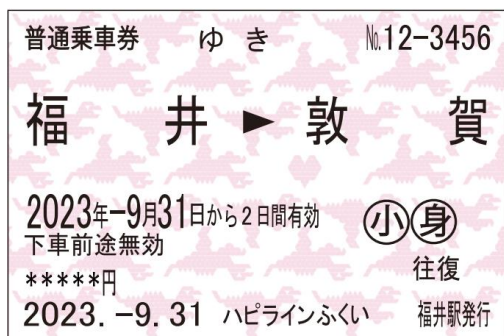 普通乗車券 ゆき №12-3456
福井 ► 敦賀
2023年-9月31日から2日間有効 小 身
下車前途無効 往復
*****円
2023.-9.31 ハピラインふくい 福井駅発行